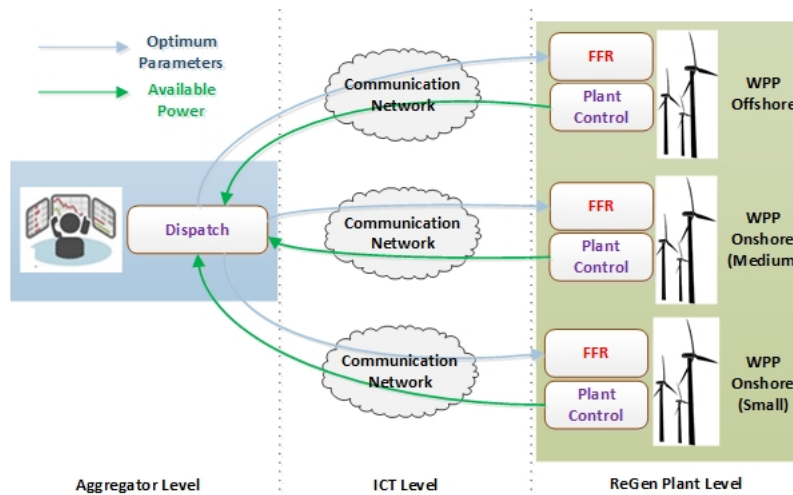 Optimum
Parameters
Available
Power
Communication
Network
FFR
Plant
Control
WPP
Offshore
Dispatch
Communication
Network
FFR
Plant
Control
WPP
Onshore
(Medium)
Communication
Network
FFR
Plant
Control
WPP
Onshore
(Small)
Aggregator Level
ICT Level
ReGen Plant Level